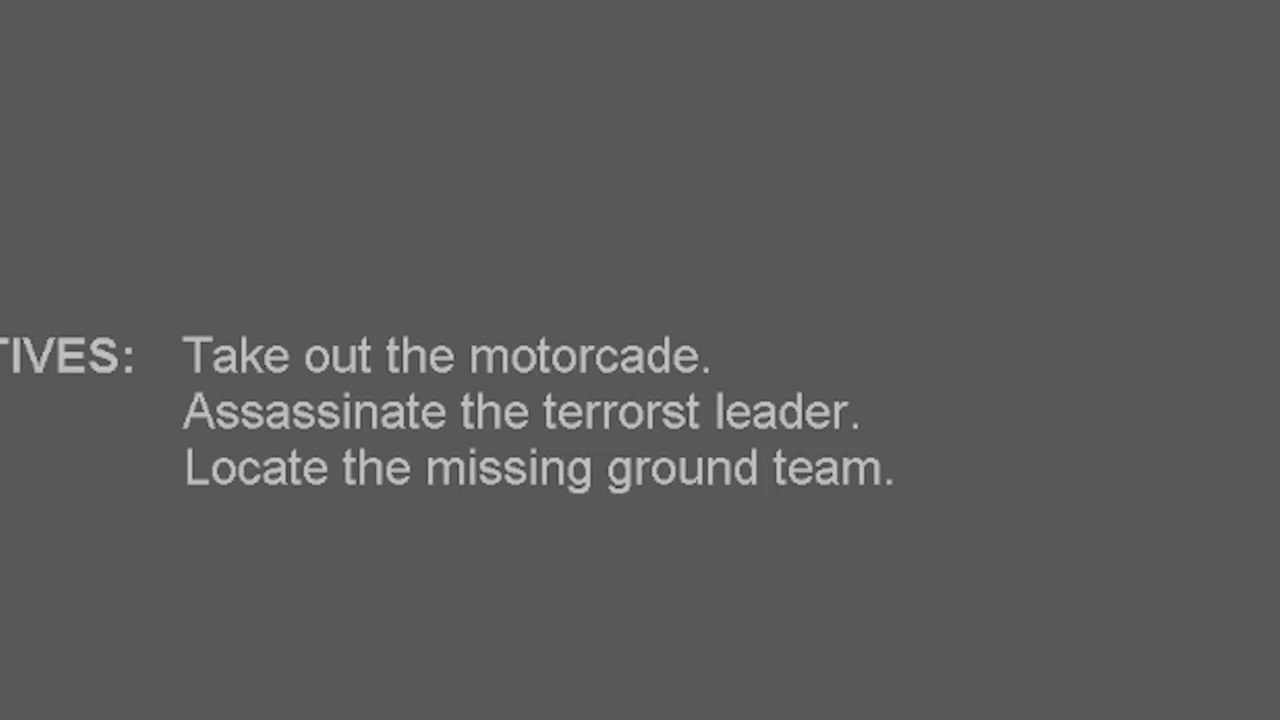 TIVES: Take out the motorcade.
Assassinate the terrorst leader.
Locate the missing ground team.